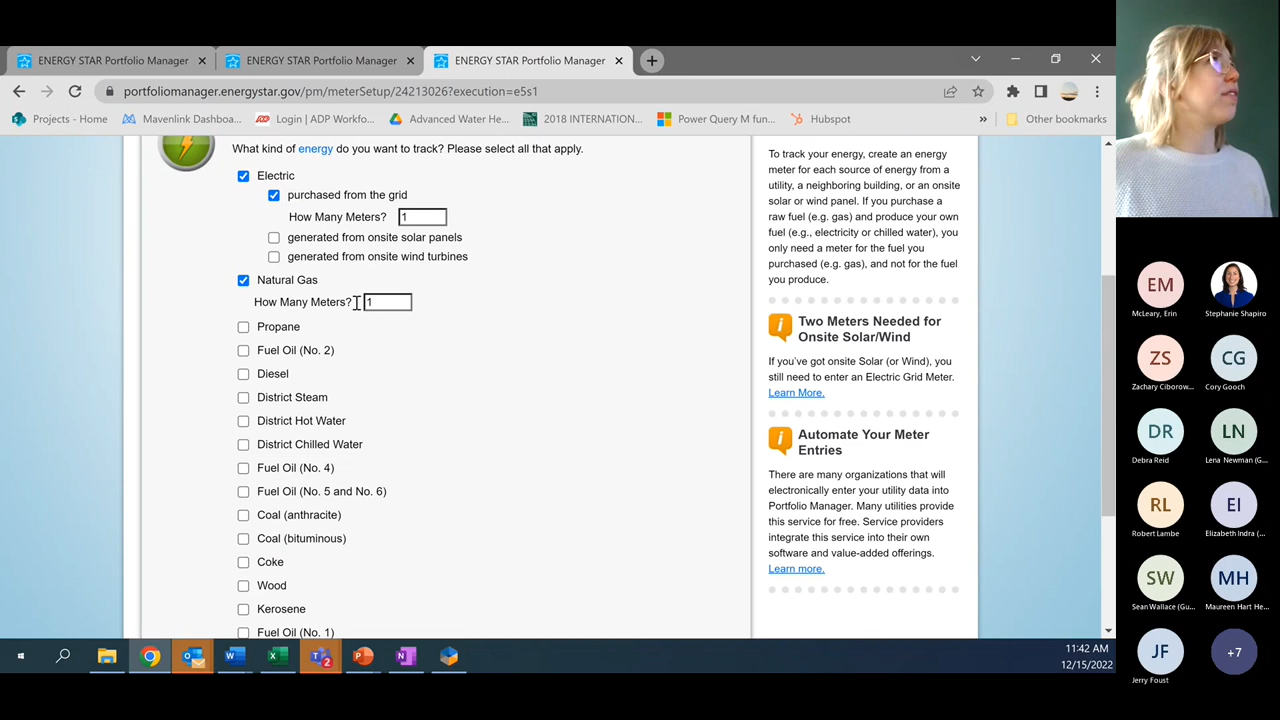 ENERGY STAR Portfolio Manager
ENERGY STAR Portfolio Manager
ENERGY STAR Portfolio Manager
portfoliomanager.energystar.gov/pm/meterSetup/24213026?execution=e5s1
Projects - Home
Mavenlink Dashboa...
Login | ADP Workfo...
Advanced Water He...
2018 INTERNATION...
Power Query M fun...
Hubspot
»
Other bookmarks
What kind of energy do you want to track? Please select all that apply.
Electric
purchased from the grid
How Many Meters? 1
generated from onsite solar panels
generated from onsite wind turbines
Natural Gas
How Many Meters? 1
Propane
Fuel Oil (No. 2)
Diesel
District Steam
District Hot Water
District Chilled Water
Fuel Oil (No. 4)
Fuel Oil (No. 5 and No. 6)
Coal (anthracite)
Coal (bituminous)
Coke
Wood
Kerosene
Fuel Oil (No. 1)
To track your energy, create an energy
meter for each source of energy from a
utility, a neighboring building, or an onsite
solar or wind panel. If you purchase a
raw fuel (e.g. gas) and produce your own
fuel (e.g., electricity or chilled water), you
only need a meter for the fuel you
purchased (e.g. gas), and not for the fuel
you produce.
Two Meters Needed for
Onsite Solar/Wind
If you've got onsite Solar (or Wind), you
still need to enter an Electric Grid Meter.
Learn More.
Automate Your Meter
Entries
There are many organizations that will
electronically enter your utility data into
Portfolio Manager. Many utilities provide
this service for free. Service providers
integrate this service into their own
software and value-added offerings.
Learn more.
2
11:42 AM
12/15/2022
EM
McLeary, Erin
Stephanie Shapiro
ZS
Zachary Ciborow...
CG
Cory Gooch
DR
Debra Reid
LN
Lena Newman (G...
RL
Robert Lambe
EI
Elizabeth Indra (...
SW
Sean Wallace (Gu...
MH
Maureen Hart He...
JF
Jerry Foust
+7